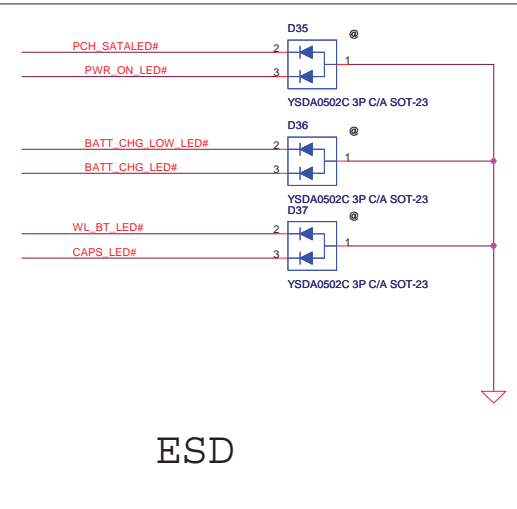 D35
@
PCH_SATALED#
2
1
PWR_ON_LED#
3
YSDA0502C 3P C/A SOT-23
D36
@
BATT_CHG_LOW_LED#
2
1
BATT_CHG_LED#
3
YSDA0502C 3P C/A SOT-23
D37
@
WL_BT_LED#
2
1
CAPS_LED#
3
YSDA0502C 3P C/A SOT-23
ESD